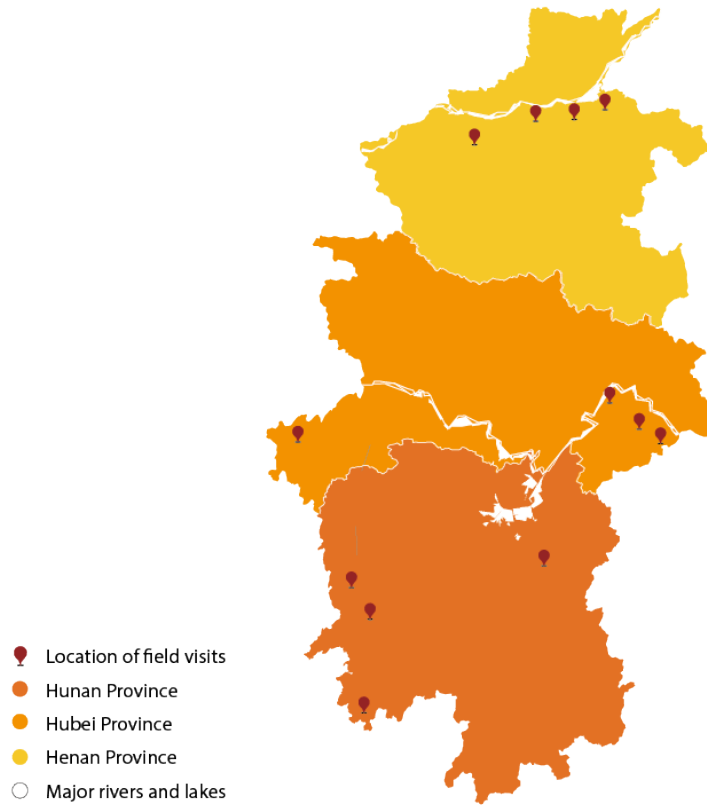 Location of field visits
Hunan Province
Hubei Province
Henan Province
Major rivers and lakes